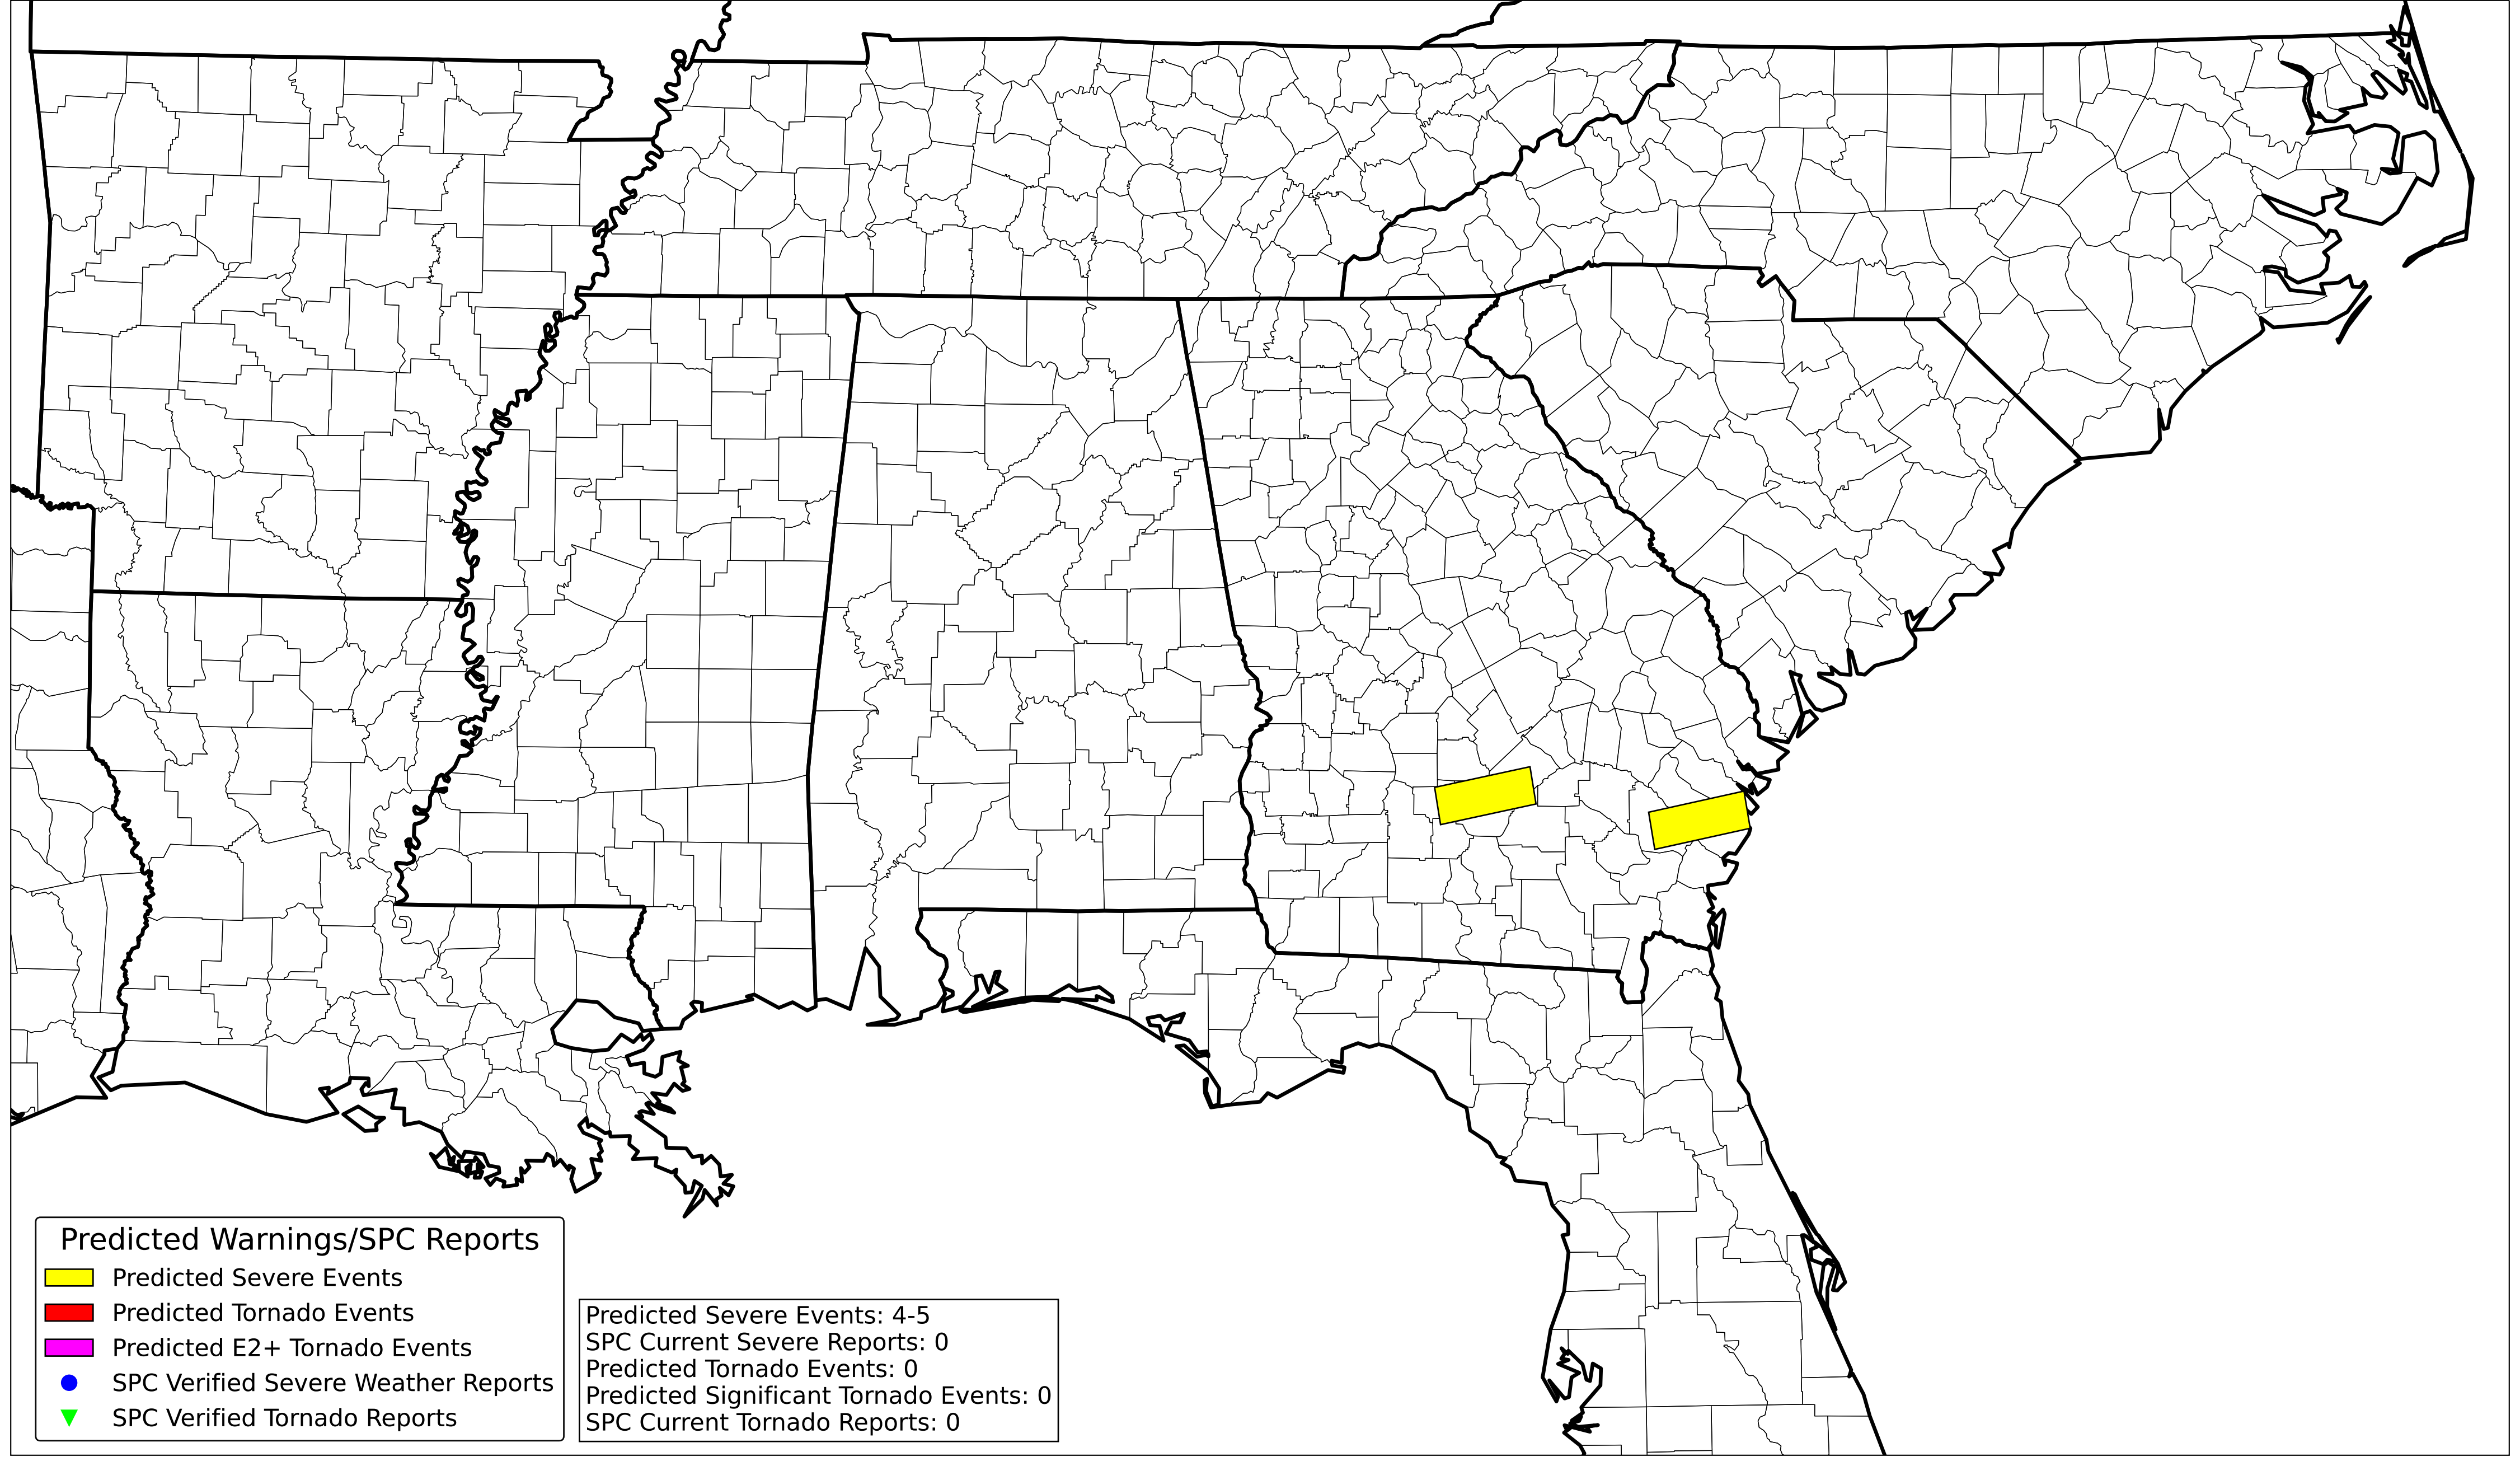 Predicted Warnings/SPC Reports
Predicted Severe Events
Predicted Tornado Events
Predicted E2+ Tornado Events
SPC Verified Severe Weather Reports
SPC Verified Tornado Reports
Predicted Severe Events: 4-5
SPC Current Severe Reports: 0
Predicted Tornado Events: 0
Predicted Significant Tornado Events: 0
SPC Current Tornado Reports: 0